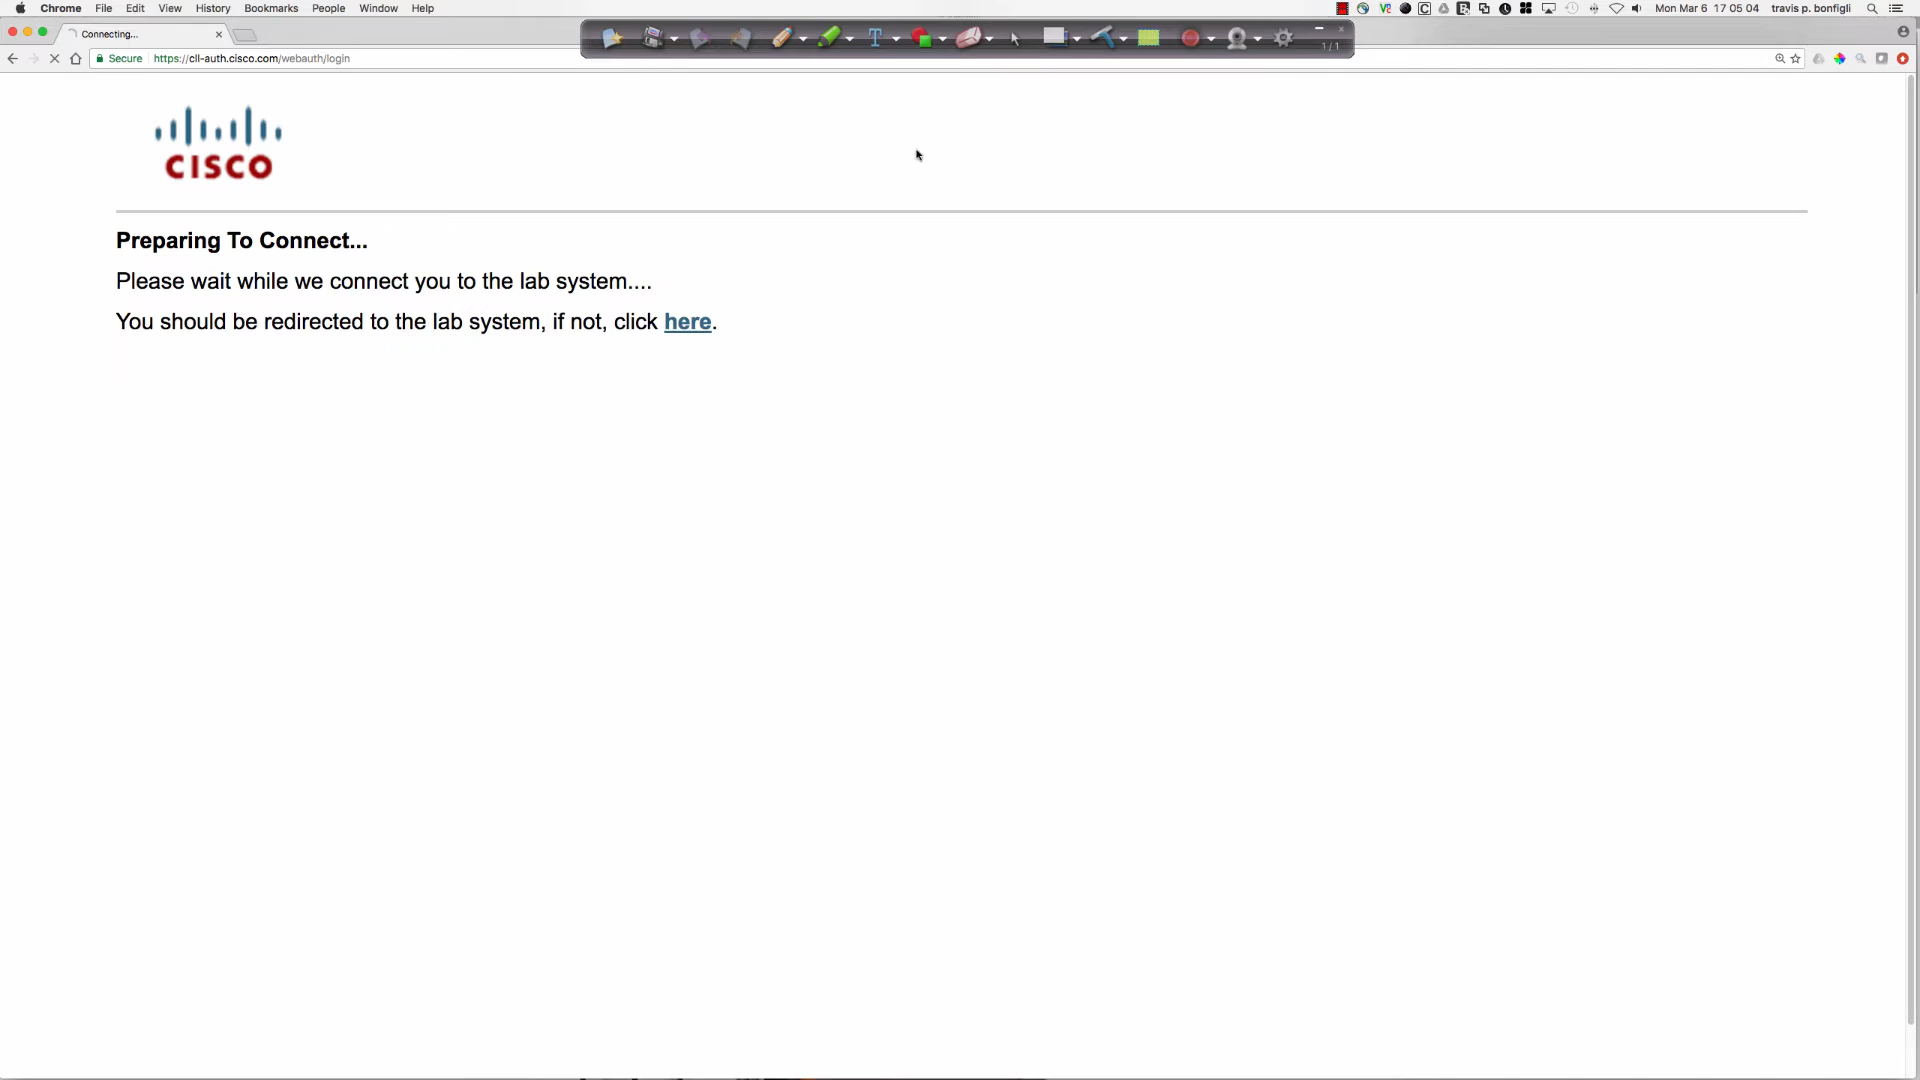 Chrome File Edit View History Bookmarks People Window Help
Mon Mar 6 17 05 04 travis p. bonfigli
Connecting...
1/1
Secure https://cll-auth.cisco.com/webauth/login
CISCO
Preparing To Connect...
Please wait while we connect you to the lab system....
You should be redirected to the lab system, if not, click here.